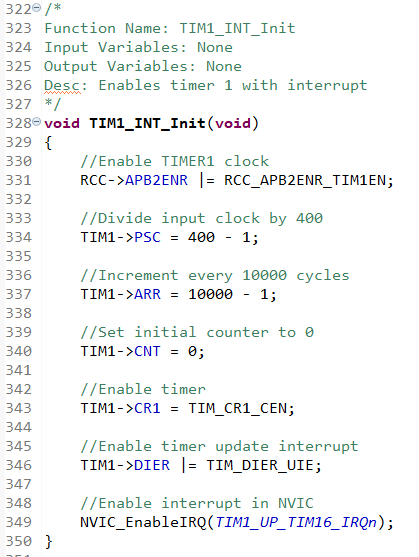 322 /*
323 Function Name: TIM1_INT_Init
324 Input Variables: None
325 Output Variables: None
326 Desc: Enables timer 1 with interrupt
327 */
328 void TIM1_INT_Init(void)
329 {
330     //Enable TIMER1 clock
331     RCC->APB2ENR |= RCC_APB2ENR_TIM1EN;
332
333     //Divide input clock by 400
334     TIM1->PSC = 400 - 1;
335
336     //Increment every 10000 cycles
337     TIM1->ARR = 10000 - 1;
338
339     //Set initial counter to 0
340     TIM1->CNT = 0;
341
342     //Enable timer
343     TIM1->CR1 = TIM_CR1_CEN;
344
345     //Enable timer update interrupt
346     TIM1->DIER |= TIM_DIER_UIE;
347
348     //Enable interrupt in NVIC
349     NVIC_EnableIRQ(TIM1_UP_TIM16_IRQn);
350 }